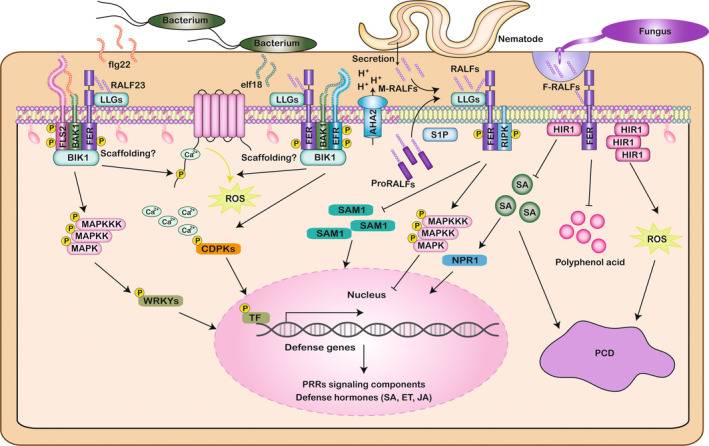 Bacterium
Bacterium
Nematode
Fungus
flg22
RALF23
LLGs
elf18
LLGs
Secretion
H+
H+
H+
M-RALFs
RALFs
LLGs
F-RALFs
FLS2
BAK1
FER
P
P
P
BIK1
Scaffolding?
Ca2+
P
ROS
Scaffolding?
FER
BAK1
EFR
P
P
P
BIK1
AHA2
S1P
ProRALFs
FER
RIPK
P
P
HIR1
FER
HIR1
HIR1
HIR1
SA
SA
SA
Polyphenol acid
ROS
P
P
P
MAPKKK
MAPKK
MAPK
Ca2+
Ca2+
Ca2+
Ca2+
Ca2+
P
CDPKs
SAM1
SAM1
SAM1
P
P
P
MAPKKK
MAPKK
MAPK
NPR1
P
WRKYs
P
TF
Nucleus
Defense genes
PRRs signaling components
Defense hormones (SA, ET, JA)
PCD